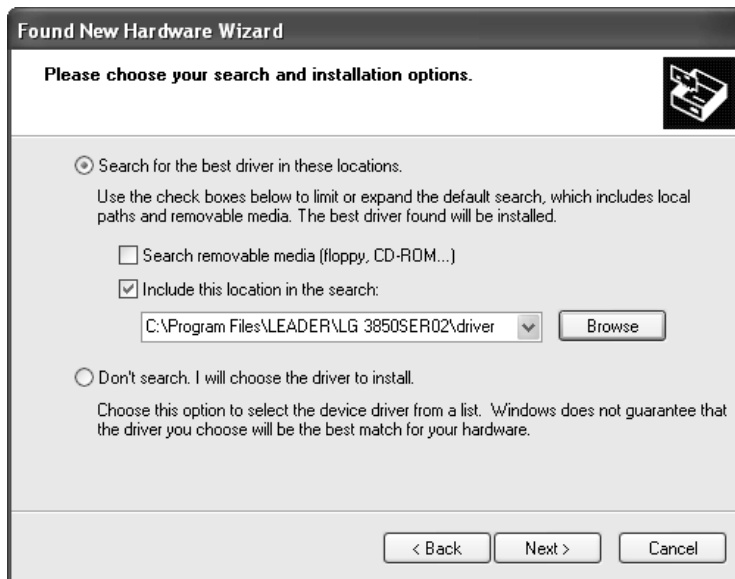 Found New Hardware Wizard
Please choose your search and installation options.
Search for the best driver in these locations.
Use the check boxes below to limit or expand the default search, which includes local
paths and removable media. The best driver found will be installed.
Search removable media (floppy, CD-ROM...)
Include this location in the search:
C:\Program Files\LEADER\LG 3850SER02\driver
Browse
Don't search. I will choose the driver to install.
Choose this option to select the device driver from a list. Windows does not guarantee that
the driver you choose will be the best match for your hardware.
< Back Next > Cancel